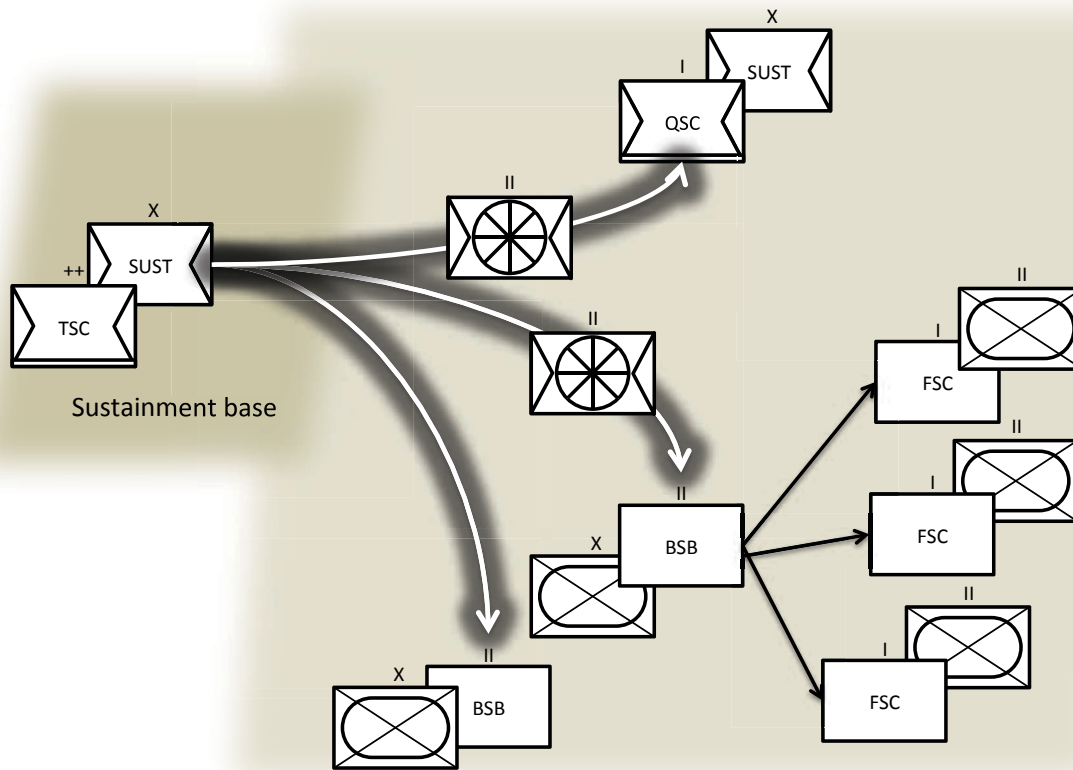 X
SUST
I
QSC
II
X
SUST
++
TSC
II
II
I
FSC
Sustainment base
II
I
FSC
II
BSB
X
II
I
FSC
II
X
BSB